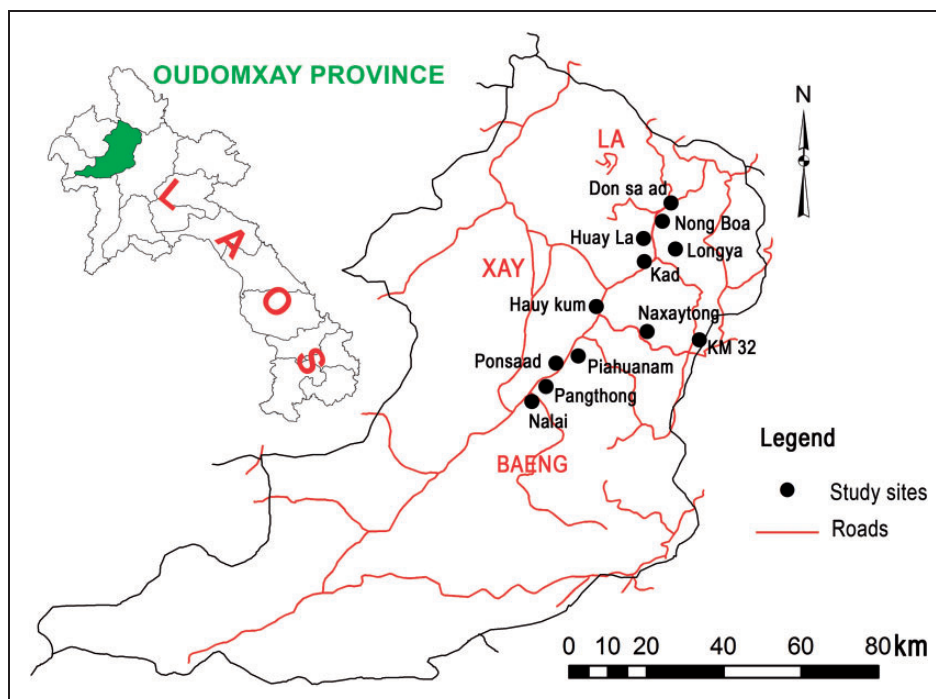 OUDOMXAY PROVINCE
N
LA
LAOS
Don sa ad
Nong Boa
Huay La
Longya
XAY
Kad
Hauy kum
Naxaytong
KM 32
Ponsaad
Piahuanam
Pangthong
Nalai
BAENG
Legend
Study sites
Roads
0 10 20 40 60 80 km